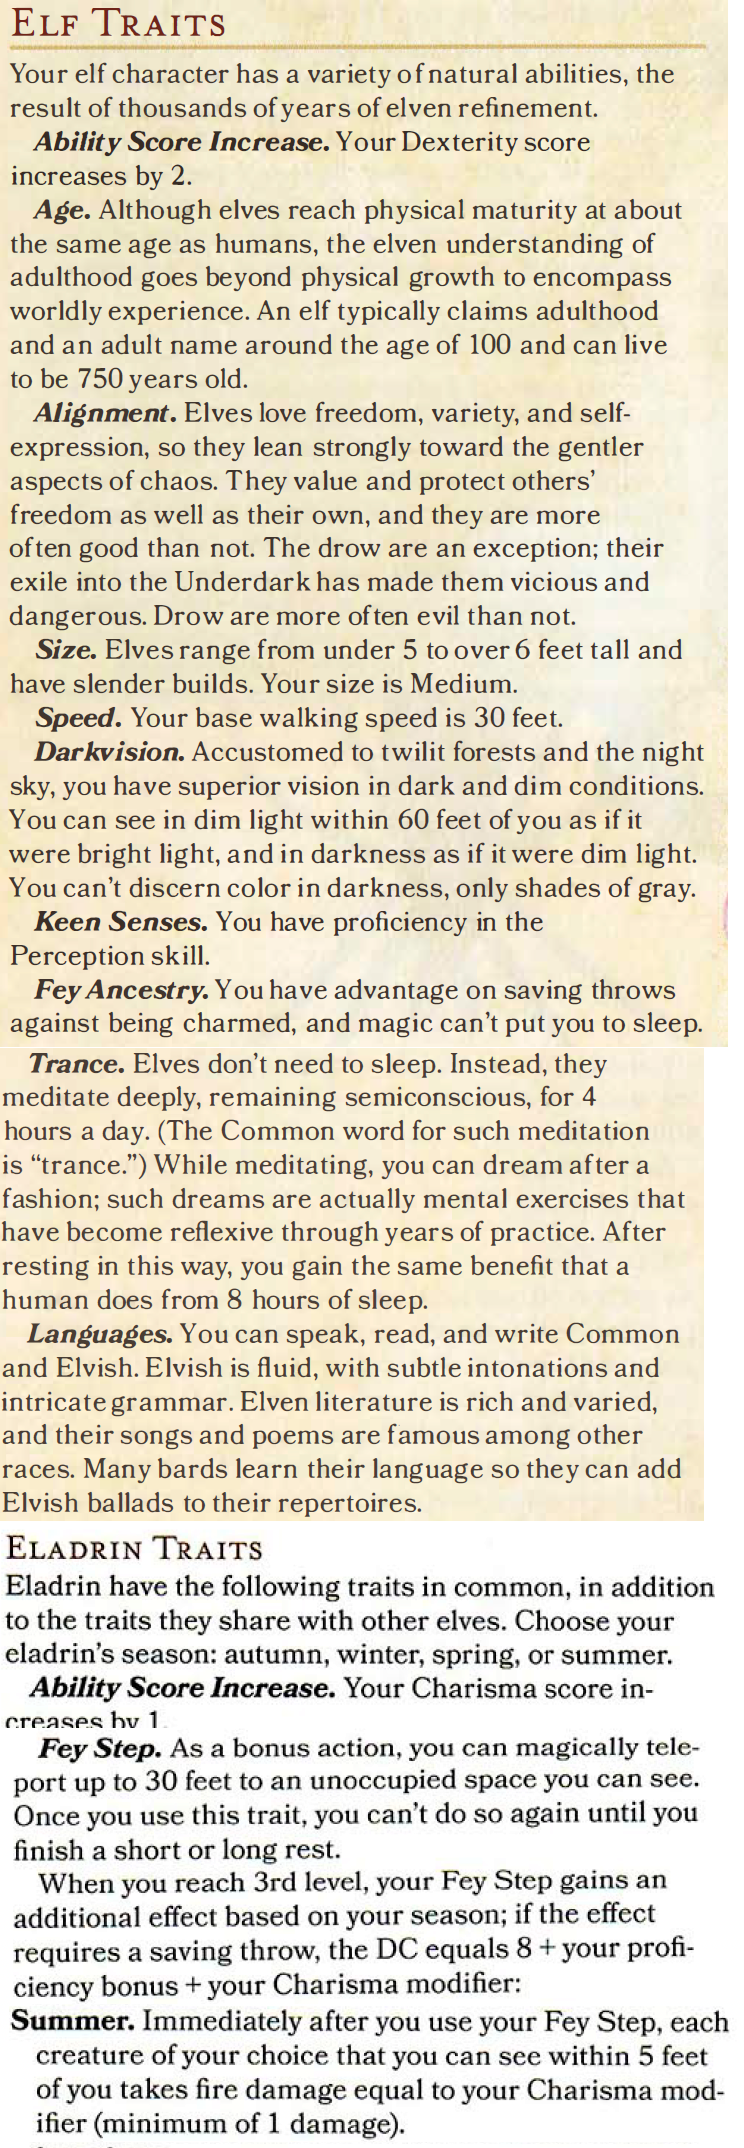 ELF TRAITS
Your elf character has a variety of natural abilities, the
result of thousands of years of elven refinement.
Ability Score Increase. Your Dexterity score
increases by 2.
Age. Although elves reach physical maturity at about
the same age as humans, the elven understanding of
adulthood goes beyond physical growth to encompass
worldly experience. An elf typically claims adulthood
and an adult name around the age of 100 and can live
to be 750 years old.
Alignment. Elves love freedom, variety, and self-
expression, so they lean strongly toward the gentler
aspects of chaos. They value and protect others'
freedom as well as their own, and they are more
often good than not. The drow are an exception; their
exile into the Underdark has made them vicious and
dangerous. Drow are more often evil than not.
Size. Elves range from under 5 to over 6 feet tall and
have slender builds. Your size is Medium.
Speed. Your base walking speed is 30 feet.
Darkvision. Accustomed to twilit forests and the night
sky, you have superior vision in dark and dim conditions.
You can see in dim light within 60 feet of you as if it
were bright light, and in darkness as if it were dim light.
You can't discern color in darkness, only shades of gray.
Keen Senses. You have proficiency in the
Perception skill.
Fey Ancestry. You have advantage on saving throws
against being charmed, and magic can't put you to sleep.
Trance. Elves don't need to sleep. Instead, they
meditate deeply, remaining semiconscious, for 4
hours a day. (The Common word for such meditation
is “trance.”) While meditating, you can dream after a
fashion; such dreams are actually mental exercises that
have become reflexive through years of practice. After
resting in this way, you gain the same benefit that a
human does from 8 hours of sleep.
Languages. You can speak, read, and write Common
and Elvish. Elvish is fluid, with subtle intonations and
intricate grammar. Elven literature is rich and varied,
and their songs and poems are famous among other
races. Many bards learn their language so they can add
Elvish ballads to their repertoires.
ELADRIN TRAITS
Eladrin have the following traits in common, in addition
to the traits they share with other elves. Choose your
eladrin's season: autumn, winter, spring, or summer.
Ability Score Increase. Your Charisma score in-
creases by 1.
Fey Step. As a bonus action, you can magically tele-
port up to 30 feet to an unoccupied space you can see.
Once you use this trait, you can't do so again until you
finish a short or long rest.
When you reach 3rd level, your Fey Step gains an
additional effect based on your season; if the effect
requires a saving throw, the DC equals 8 + your profi-
ciency bonus + your Charisma modifier:
Summer. Immediately after you use your Fey Step, each
creature of your choice that you can see within 5 feet
of you takes fire damage equal to your Charisma mod-
ifier (minimum of 1 damage).